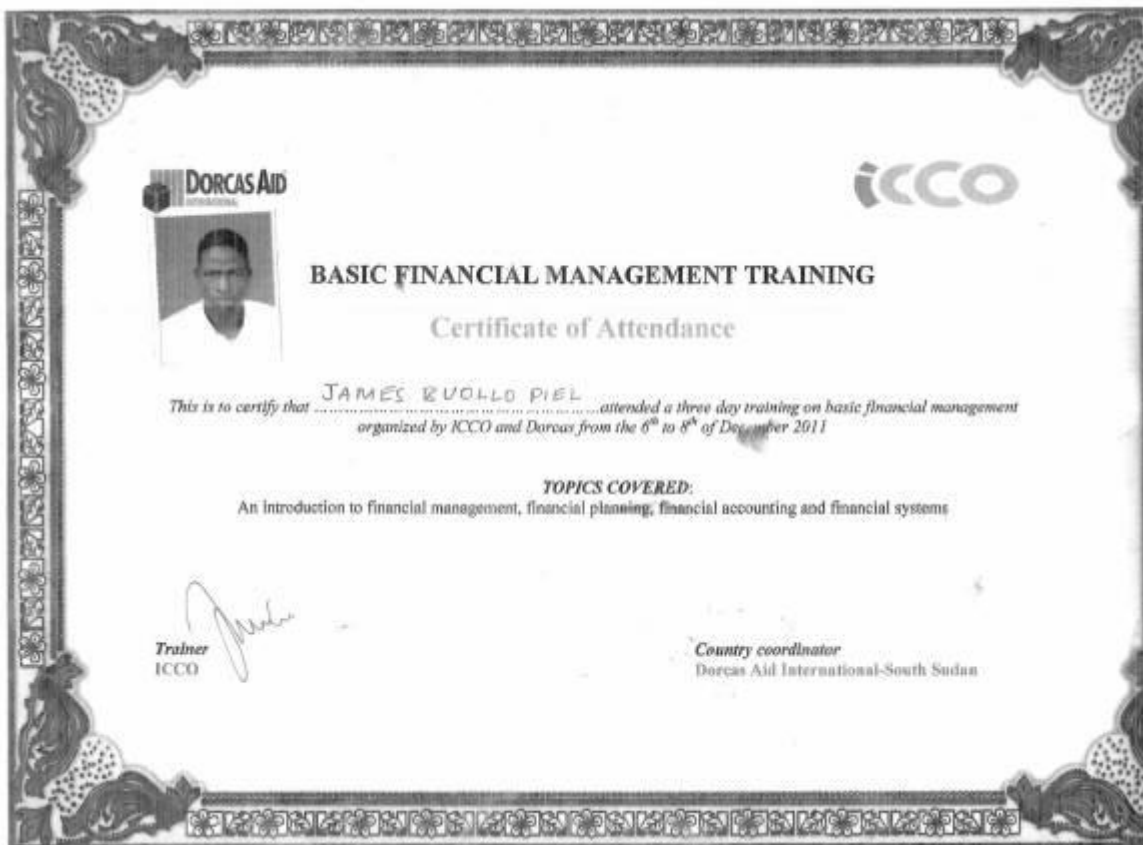 DORCAS AID
INTERNATIONAL
icco
BASIC FINANCIAL MANAGEMENT TRAINING
Certificate of Attendance
This is to certify that JAMES BUOLLO PIEL attended a three day training on basic financial management
organized by ICCO and Dorcas from the 6th to 8th of December 2011
TOPICS COVERED:
An introduction to financial management, financial planning, financial accounting and financial systems
Trainer
ICCO
Country coordinator
Dorcas Aid International-South Sudan